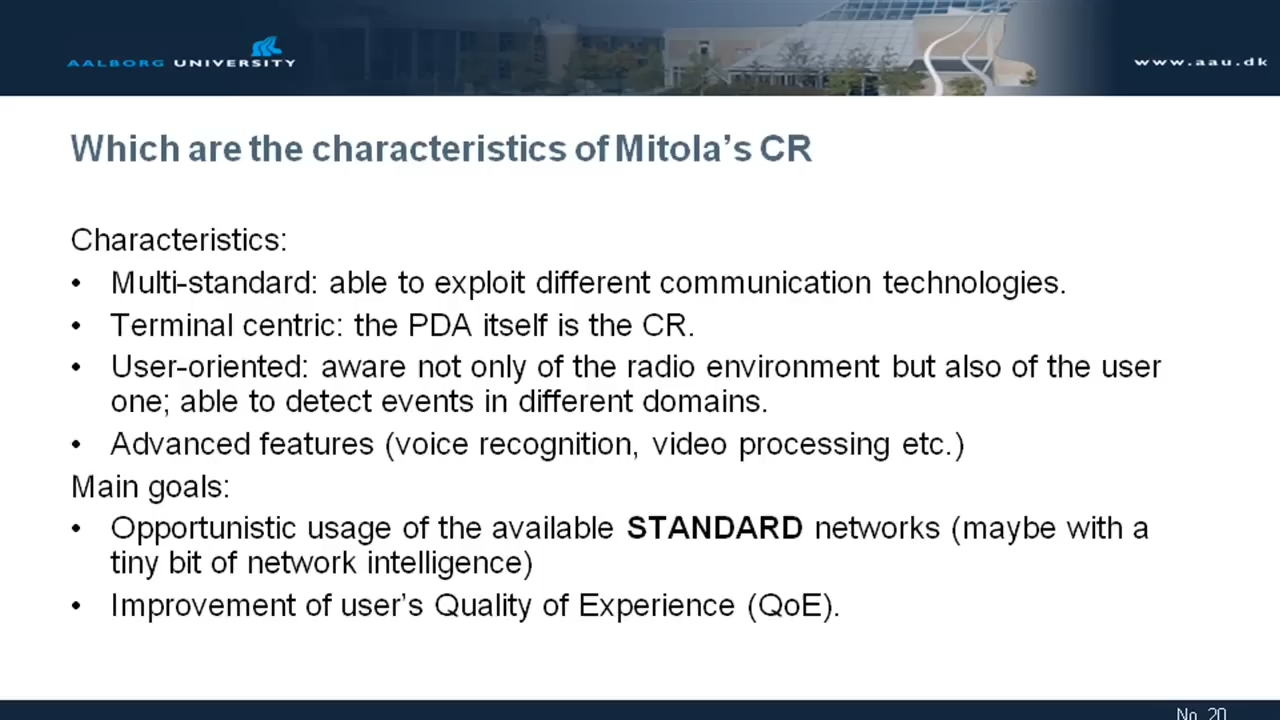 AALBORG UNIVERSITY
www.aau.dk
Which are the characteristics of Mitola's CR
Characteristics:
• Multi-standard: able to exploit different communication technologies.
• Terminal centric: the PDA itself is the CR.
• User-oriented: aware not only of the radio environment but also of the user
one; able to detect events in different domains.
• Advanced features (voice recognition, video processing etc.)
Main goals:
• Opportunistic usage of the available STANDARD networks (maybe with a
tiny bit of network intelligence)
• Improvement of user's Quality of Experience (QoE).
No. 20